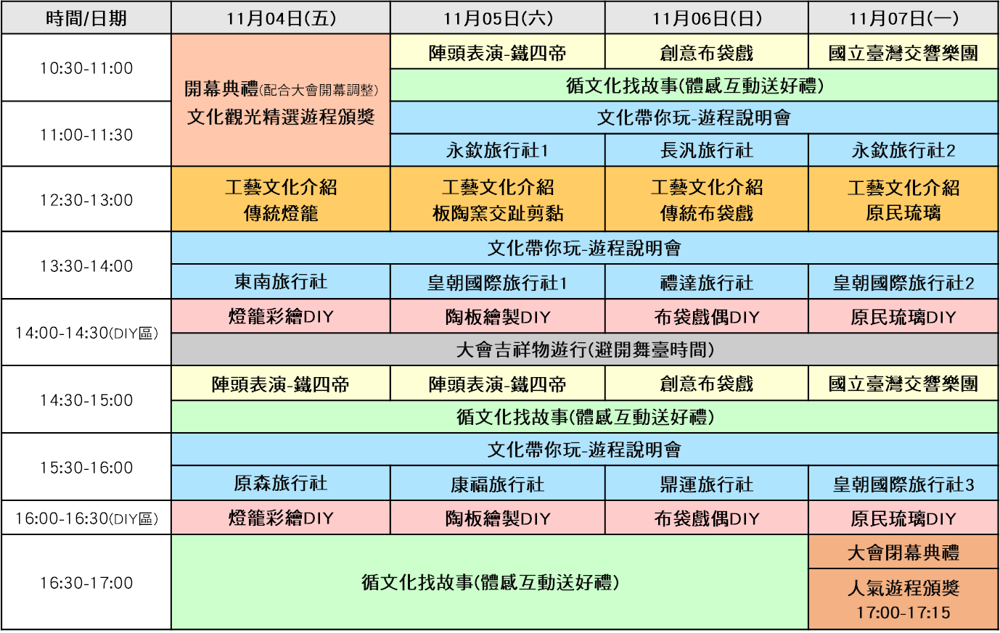 時間/日期 11月04日(五) 11月05日(六) 11月06日(日) 11月07日(一)
10:30-11:00
開幕典禮(配合大會開幕調整)
文化觀光精選遊程頒獎
陣頭表演-鐵四帝 創意布袋戲 國立臺灣交響樂團
循文化找故事(體感互動送好禮)
11:00-11:30
文化帶你玩-遊程說明會
永欽旅行社1 長汎旅行社 永欽旅行社2
12:30-13:00
工藝文化介紹 工藝文化介紹 工藝文化介紹 工藝文化介紹
傳統燈籠 板陶窯交趾剪黏 傳統布袋戲 原民琉璃
13:30-14:00
文化帶你玩-遊程說明會
東南旅行社 皇朝國際旅行社1 禮達旅行社 皇朝國際旅行社2
14:00-14:30(DIY區)
燈籠彩繪DIY 陶板繪製DIY 布袋戲偶DIY 原民琉璃DIY
大會吉祥物遊行(避開舞臺時間)
14:30-15:00
陣頭表演-鐵四帝 陣頭表演-鐵四帝 創意布袋戲 國立臺灣交響樂團
循文化找故事(體感互動送好禮)
15:30-16:00
文化帶你玩-遊程說明會
原森旅行社 康福旅行社 鼎運旅行社 皇朝國際旅行社3
16:00-16:30(DIY區) 燈籠彩繪DIY 陶板繪製DIY 布袋戲偶DIY 原民琉璃DIY
16:30-17:00
循文化找故事(體感互動送好禮)
大會閉幕典禮
人氣遊程頒獎
17:00-17:15